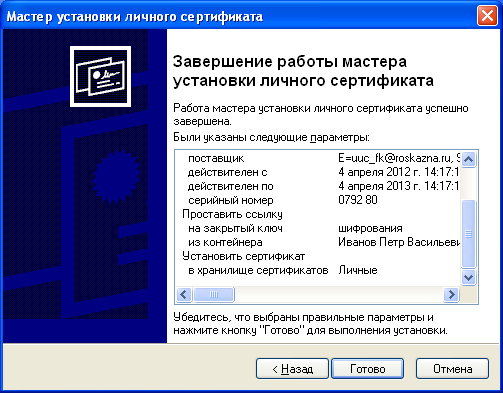 Мастер установки личного сертификата
Завершение работы мастера
установки личного сертификата
Работа мастера установки личного сертификата успешно
завершена.
Были указаны следующие параметры:
поставщик E=uuc_fk@roskazna.ru, S
действителен с 4 апреля 2012 г. 14:17:1
действителен по 4 апреля 2013 г. 14:17:1
серийный номер 0792 80
Проставить ссылку
на закрытый ключ шифрования
из контейнера Иванов Петр Васильеви
Установить сертификат
в хранилище сертификатов Личные
Убедитесь, что выбраны правильные параметры и
нажмите кнопку "Готово" для выполнения установки.
< Назад Готово Отмена